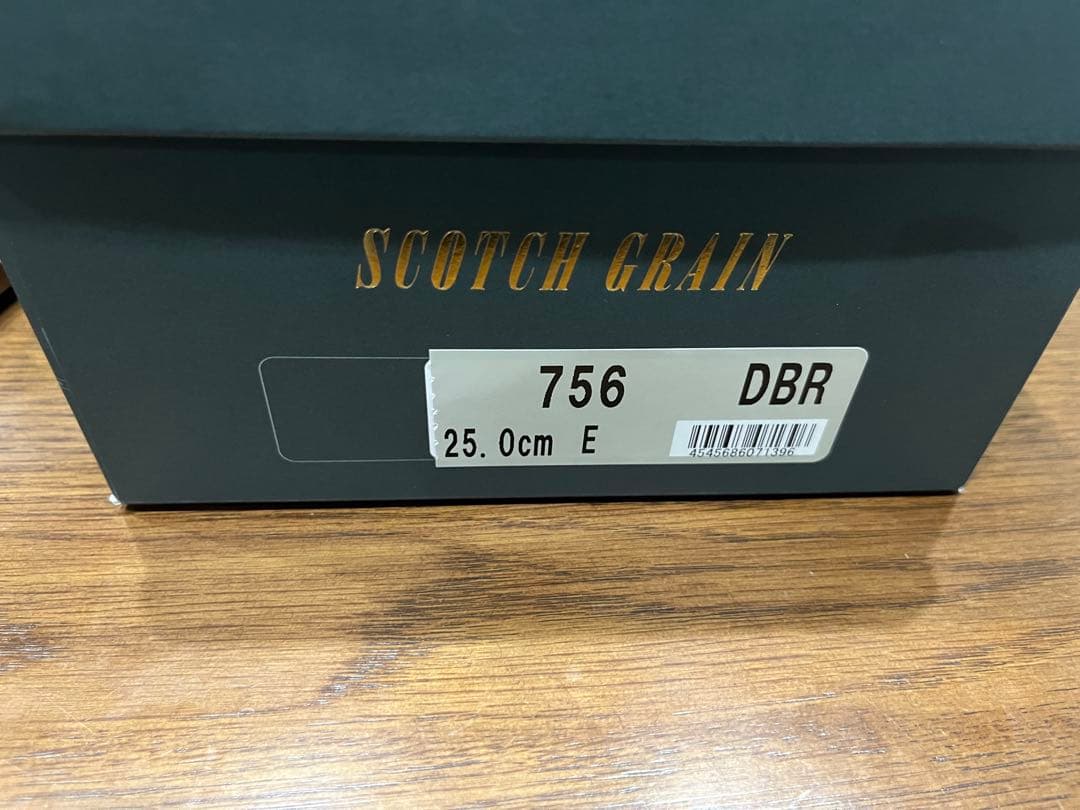 SCOTCH GRAIN
756 DBR
25.0cm E
4545686071396